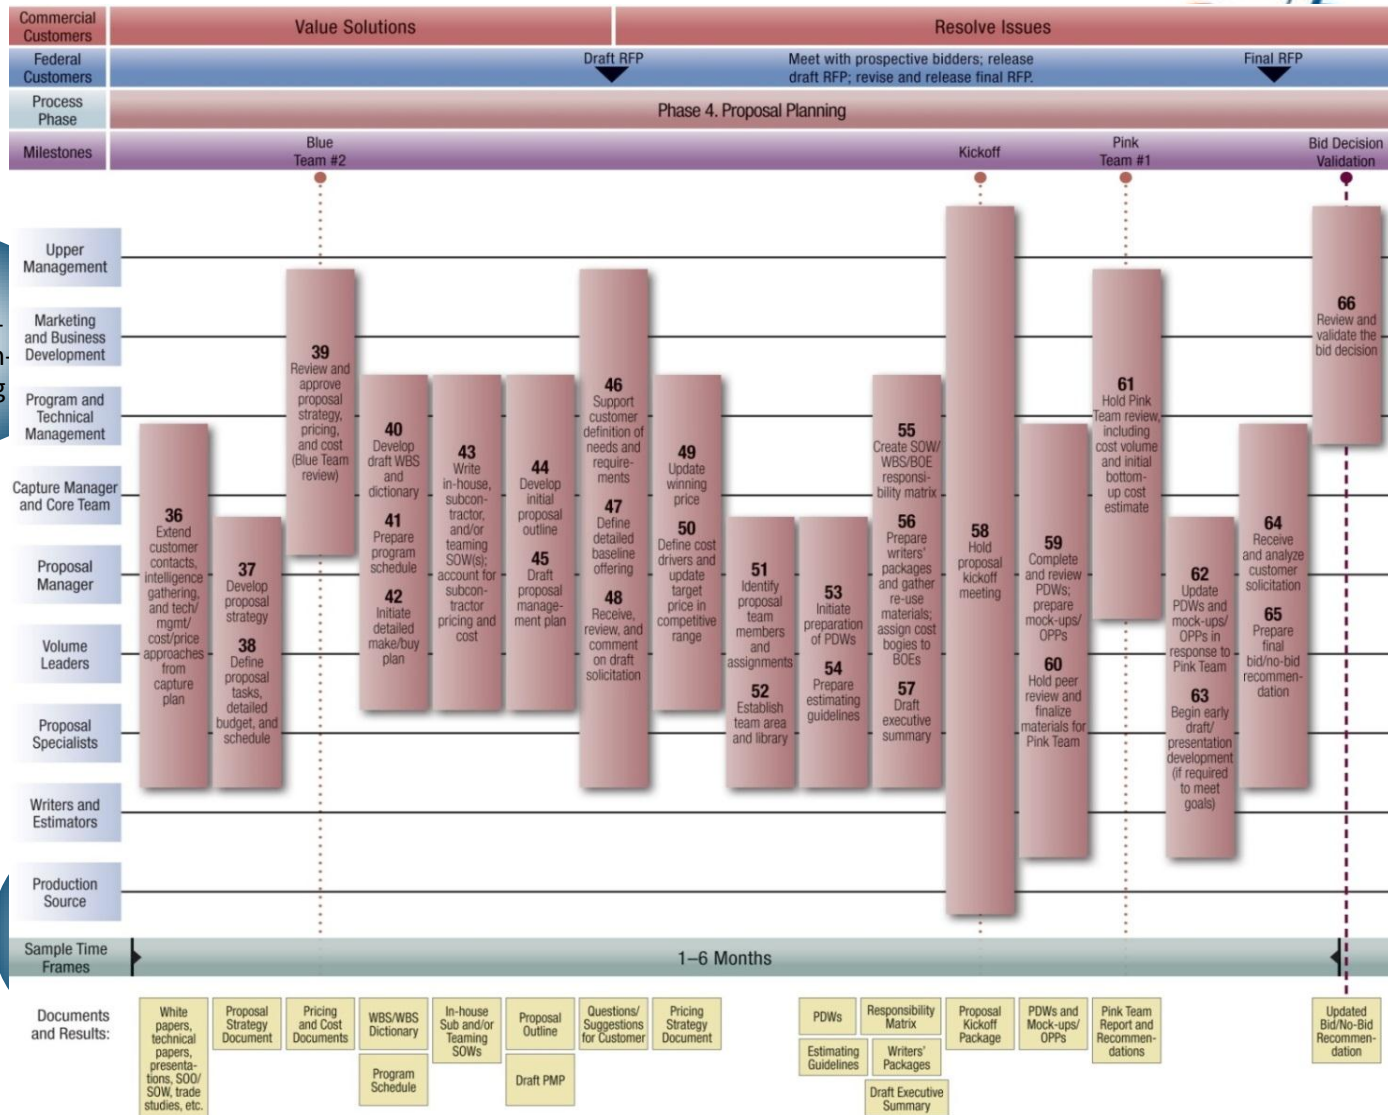 Commercial
Customers
Value Solutions
Resolve Issues
Federal
Customers
Draft RFP
Meet with prospective bidders; release
draft RFP; revise and release final RFP.
Final RFP
Process
Phase
Phase 4. Proposal Planning
Milestones
Blue
Team #2
Kickoff
Pink
Team #1
Bid Decision
Validation
Upper
Management
Marketing
and Business
Development
Program and
Technical
Management
Capture Manager
and Core Team
Proposal
Manager
Volume
Leaders
Proposal
Specialists
Writers and
Estimators
Production
Source
36
Extend
customer
contacts,
intelligence
gathering,
and tech/
mgmt/
cost/price
approaches
from
capture
plan
37
Develop
proposal
strategy
38
Define
proposal
tasks,
detailed
budget, and
schedule
39
Review and
approve
proposal
strategy,
pricing,
and cost
(Blue Team
review)
40
Develop
draft WBS
and
dictionary
41
Prepare
program
schedule
42
Initiate
detailed
make/buy
plan
43
Write
in-house,
subcon-
tractor,
and/or
teaming
SOW(s);
account for
subcon-
tractor
pricing and
cost
44
Develop
initial
proposal
outline
45
Draft
proposal
manage-
ment plan
46
Support
customer
definition of
needs and
require-
ments
47
Define
detailed
baseline
offering
48
Receive,
review, and
comment
on draft
solicitation
49
Update
winning
price
50
Define cost
drivers and
update
target
price in
competitive
range
51
Identify
proposal
team
members
and
assignments
52
Establish
team area
and library
53
Initiate
preparation
of PDWs
54
Prepare
estimating
guidelines
55
Create SOW/
WBS/BOE
responsi-
bility matrix
56
Prepare
writers'
packages
and gather
re-use
materials;
assign cost
bogies to
BOEs
57
Draft
executive
summary
58
Hold
proposal
kickoff
meeting
59
Complete
and review
PDWs;
prepare
mock-ups/
OPPs
60
Hold peer
review and
finalize
materials for
Pink Team
61
Hold Pink
Team review,
including
cost volume
and initial
bottom-
up cost
estimate
62
Update
PDWs and
mock-ups/
OPPs in
response to
Pink Team
63
Begin early
draft/
presentation
development
(if required
to meet
goals)
64
Receive
and analyze
customer
solicitation
65
Prepare
final
bid/no-bid
recommen-
dation
66
Review and
validate the
bid decision
Sample Time
Frames
1–6 Months
Documents
and Results:
White
papers,
technical
papers,
presenta-
tions, SOO/
SOW, trade
studies, etc.
Proposal
Strategy
Document
Pricing
and Cost
Documents
WBS/WBS
Dictionary
Program
Schedule
In-house
Sub and/or
Teaming
SOWs
Proposal
Outline
Draft PMP
Questions/
Suggestions
for Customer
Pricing
Strategy
Document
PDWs
Estimating
Guidelines
Responsibility
Matrix
Writers'
Packages
Draft Executive
Summary
Proposal
Kickoff
Package
PDWs and
Mock-ups/
OPPs
Pink Team
Report and
Recommen-
dations
Updated
Bid/No-Bid
Recommen-
dation